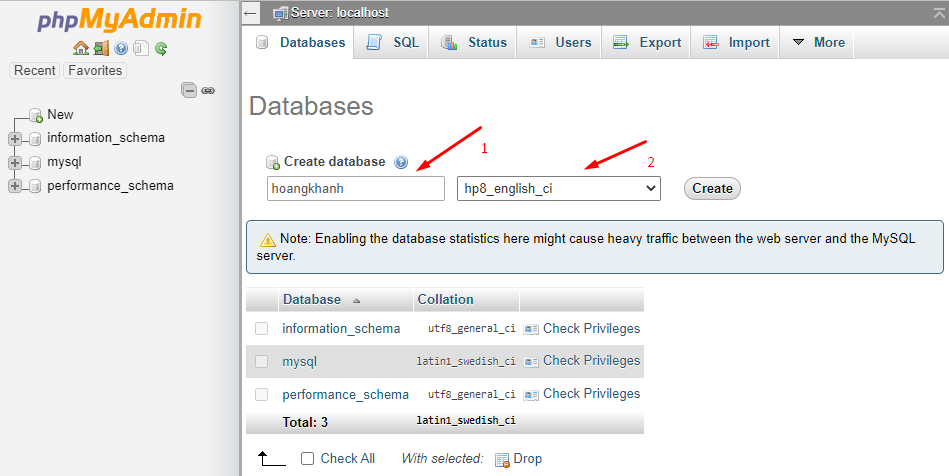 phpMyAdmin
Recent Favorites
New
information_schema
mysql
performance_schema
Server: localhost
Databases SQL Status Users Export Import More
Databases
1
2
Create database
hoangkhanh hp8_english_ci Create
Note: Enabling the database statistics here might cause heavy traffic between the web server and the MySQL
server.
Database Collation
information_schema utf8_general_ci Check Privileges
mysql latin1_swedish_ci Check Privileges
performance_schema utf8_general_ci Check Privileges
Total: 3 latin1_swedish_ci
Check All With selected: Drop